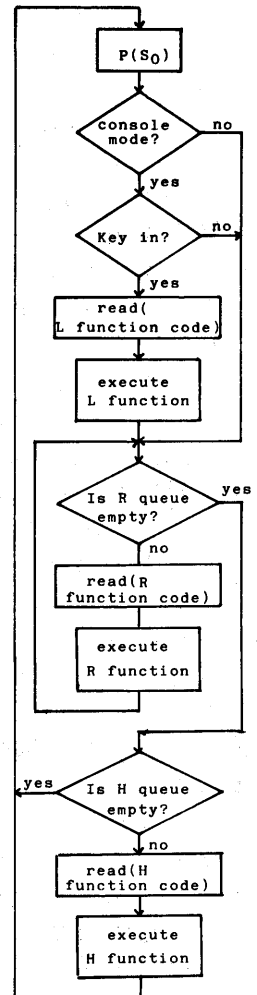 P(S0)
console
mode?
no
yes
Key in?
no
yes
read(
L function code)
execute
L function
Is R queue
empty?
yes
no
read(R
function code)
execute
R function
yes
Is H queue
empty?
no
read(H
function code)
execute
H function